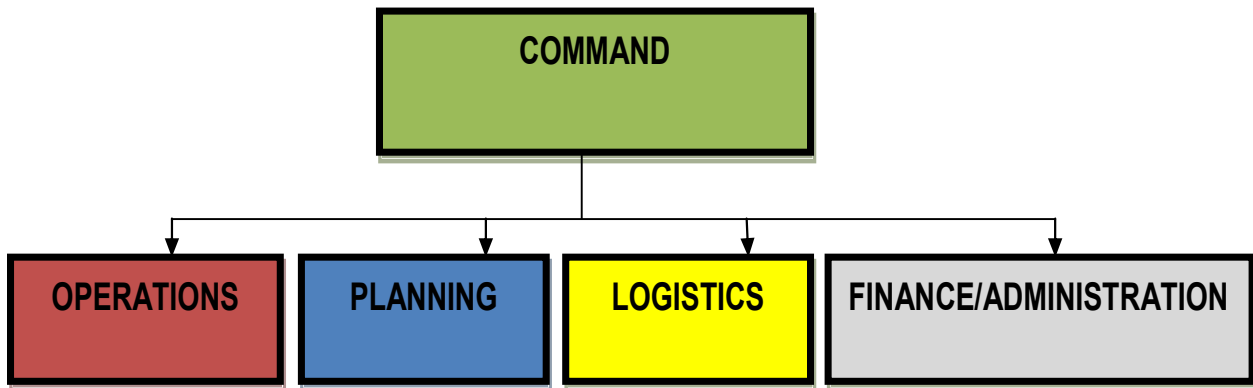 COMMAND
OPERATIONS
PLANNING
LOGISTICS
FINANCE/ADMINISTRATION